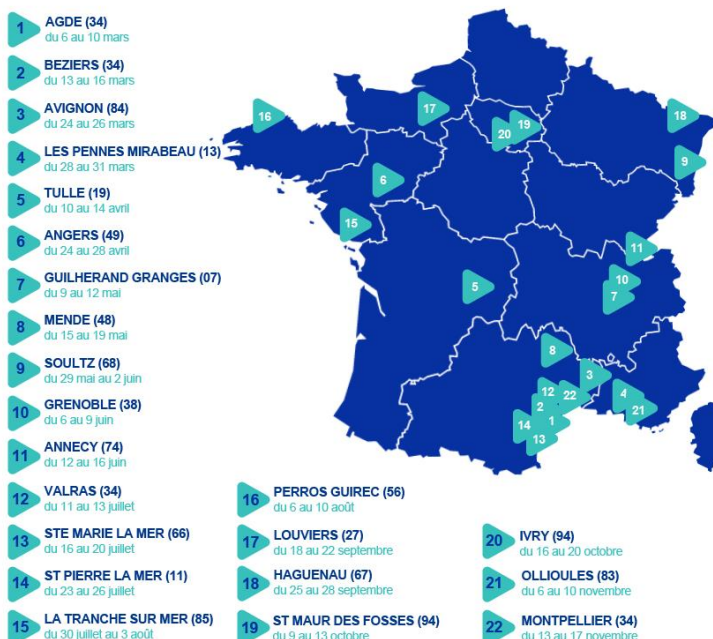 1
AGDE (34)
du 6 au 10 mars
2
BEZIERS (34)
du 13 au 16 mars
3
AVIGNON (84)
du 24 au 26 mars
4
LES PENNES MIRABEAU (13)
du 28 au 31 mars
5
TULLE (19)
du 10 au 14 avril
6
ANGERS (49)
du 24 au 28 avril
7
GUILHERAND GRANGES (07)
du 9 au 12 mai
8
MENDE (48)
du 15 au 19 mai
9
SOULTZ (68)
du 29 mai au 2 juin
10
GRENOBLE (38)
du 6 au 9 juin
11
ANNECY (74)
du 12 au 16 juin
12
VALRAS (34)
du 11 au 13 juillet
13
STE MARIE LA MER (66)
du 16 au 20 juillet
14
ST PIERRE LA MER (11)
du 23 au 26 juillet
15
LA TRANCHE SUR MER (85)
du 30 juillet au 3 août
16
PERROS GUIREC (56)
du 6 au 10 août
17
LOUVIERS (27)
du 18 au 22 septembre
18
HAGUENAU (67)
du 25 au 28 septembre
19
ST MAUR DES FOSSES (94)
du 9 au 13 octobre
20
IVRY (94)
du 16 au 20 octobre
21
OLLIOULES (83)
du 6 au 10 novembre
22
MONTPELLIER (34)
du 13 au 17 novembre
16
17
20
19
18
9
6
15
11
10
7
5
8
3
12
22
4
2
21
14
1
13